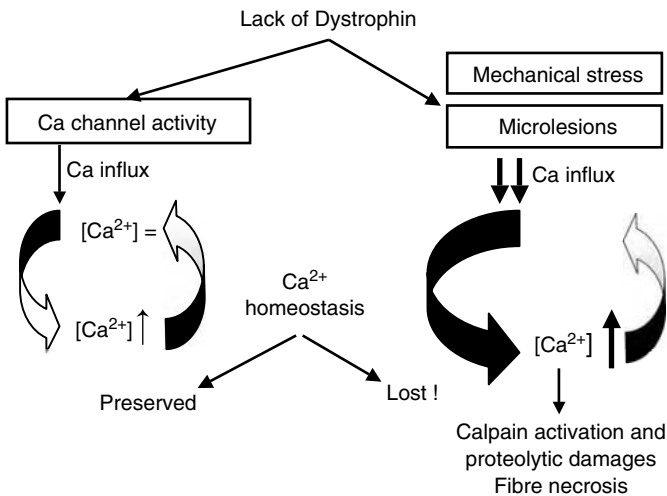 Lack of Dystrophin
Ca channel activity
Ca influx
[Ca²⁺] =
[Ca²⁺] ↑
Mechanical stress
Microlesions
Ca influx
[Ca²⁺] ↑
Ca²⁺
homeostasis
Preserved
Lost !
Calpain activation and
proteolytic damages
Fibre necrosis